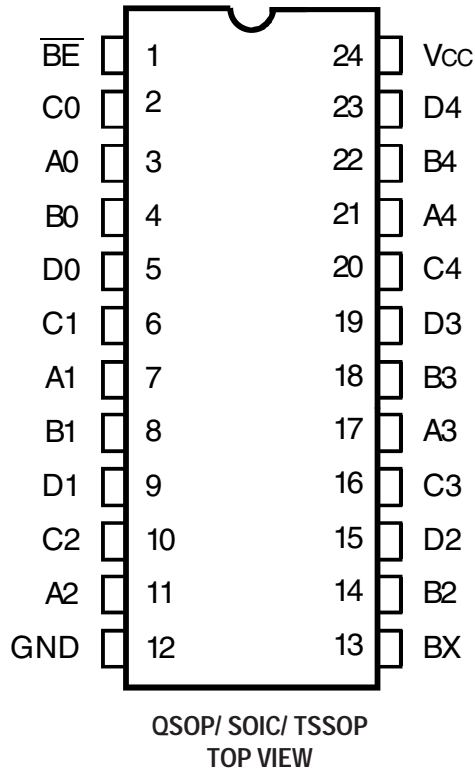 B̅E̅ 1 24 VCC
C0 2 23 D4
A0 3 22 B4
B0 4 21 A4
D0 5 20 C4
C1 6 19 D3
A1 7 18 B3
B1 8 17 A3
D1 9 16 C3
C2 10 15 D2
A2 11 14 B2
GND 12 13 BX
QSOP/ SOIC/ TSSOP
TOP VIEW